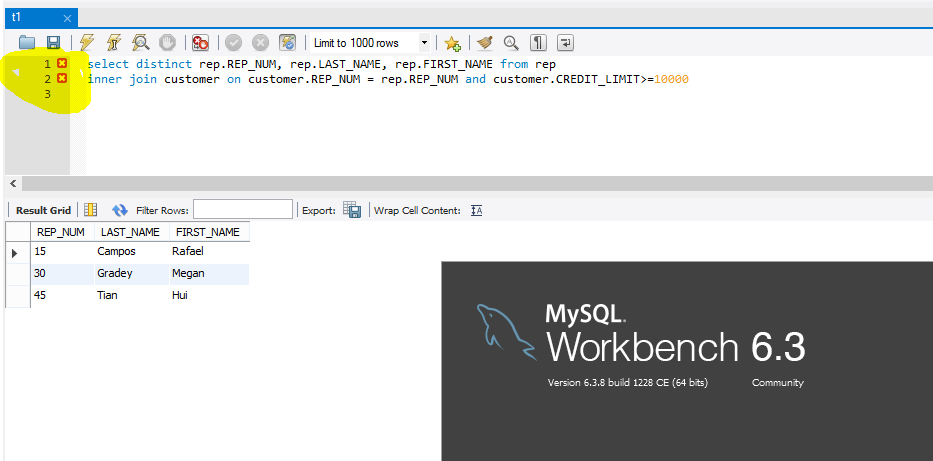 t1
Limit to 1000 rows
1 select distinct rep.REP_NUM, rep.LAST_NAME, rep.FIRST_NAME from rep
2 inner join customer on customer.REP_NUM = rep.REP_NUM and customer.CREDIT_LIMIT>=10000
3
Result Grid Filter Rows: Export: Wrap Cell Content:
REP_NUM LAST_NAME FIRST_NAME
15 Campos Rafael
30 Gradey Megan
45 Tian Hui
MySQL.
Workbench 6.3
Version 6.3.8 build 1228 CE (64 bits) Community